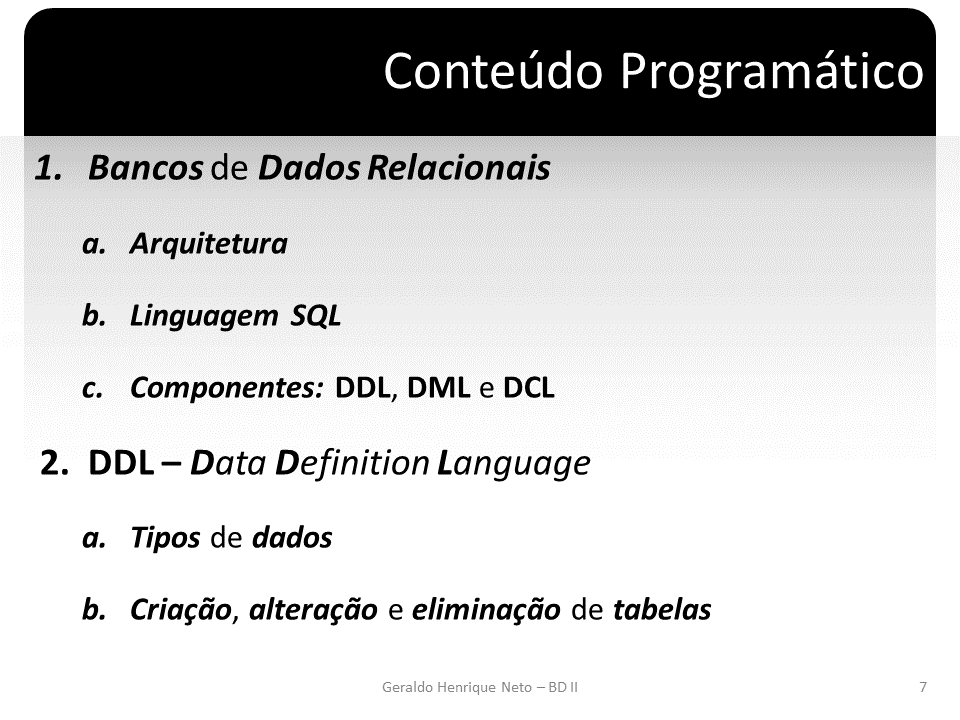 Conteúdo Programático
1. Bancos de Dados Relacionais
a. Arquitetura
b. Linguagem SQL
c. Componentes: DDL, DML e DCL
2. DDL – Data Definition Language
a. Tipos de dados
b. Criação, alteração e eliminação de tabelas
Geraldo Henrique Neto – BD II
7